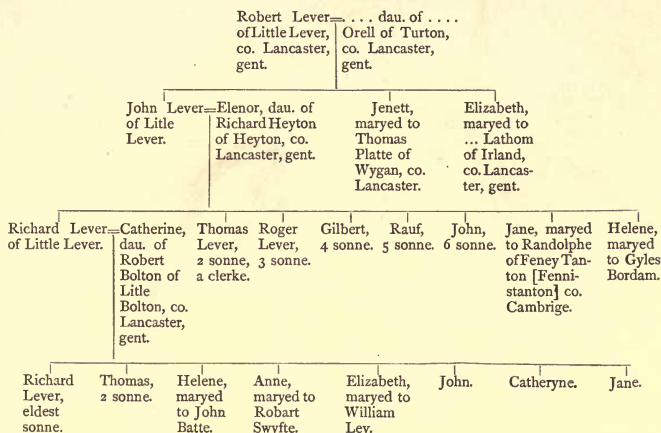 Robert Lever=. . . . dau. of . . . .
of Little Lever, Orell of Turton,
co. Lancaster, co. Lancaster,
gent. gent.
John Lever=Elenor, dau. of
of Litle Richard Heyton
Lever. of Heyton, co.
Lancaster, gent.
Jenett,
maryed to
Thomas
Platte of
Wygan, co.
Lancaster.
Elizabeth,
maryed to
... Lathom
of Irland,
co. Lancas-
ter, gent.
Richard Lever=Catherine,
of Little Lever. dau. of
Robert
Bolton of
Litle
Bolton, co.
Lancaster,
gent.
Thomas
Lever,
2 sonne,
a clerke.
Roger
Lever,
3 sonne.
Gilbert,
4 sonne.
Rauf,
5 sonne.
John,
6 sonne.
Jane, maryed
to Randolphe
of Feney Tan-
ton [Fenni-
stanton] co.
Cambrige.
Helene,
maryed
to Gyles
Bordam.
Richard
Lever,
eldest
sonne.
Thomas,
2 sonne.
Helene,
maryed
to John
Batte.
Anne,
maryed to
Robart
Swyfte.
Elizabeth,
maryed to
William
Ley.
John.
Catheryne.
Jane.